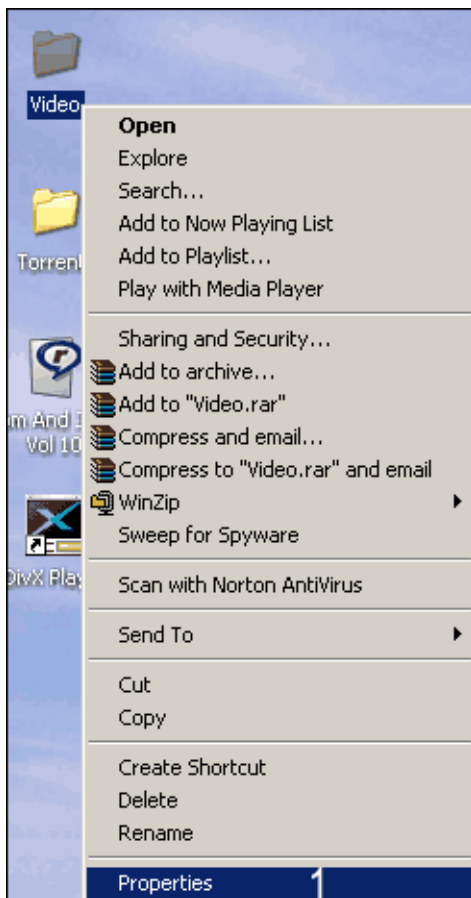 Video
Open
Explore
Search...
Add to Now Playing List
Add to Playlist...
Play with Media Player
Torren
Sharing and Security...
Add to archive...
Add to "Video.rar"
Compress and email...
Compress to "Video.rar" and email
WinZip
Sweep for Spyware
om And
Vol 10
DivX Play
Scan with Norton AntiVirus
Send To
Cut
Copy
Create Shortcut
Delete
Rename
Properties 1